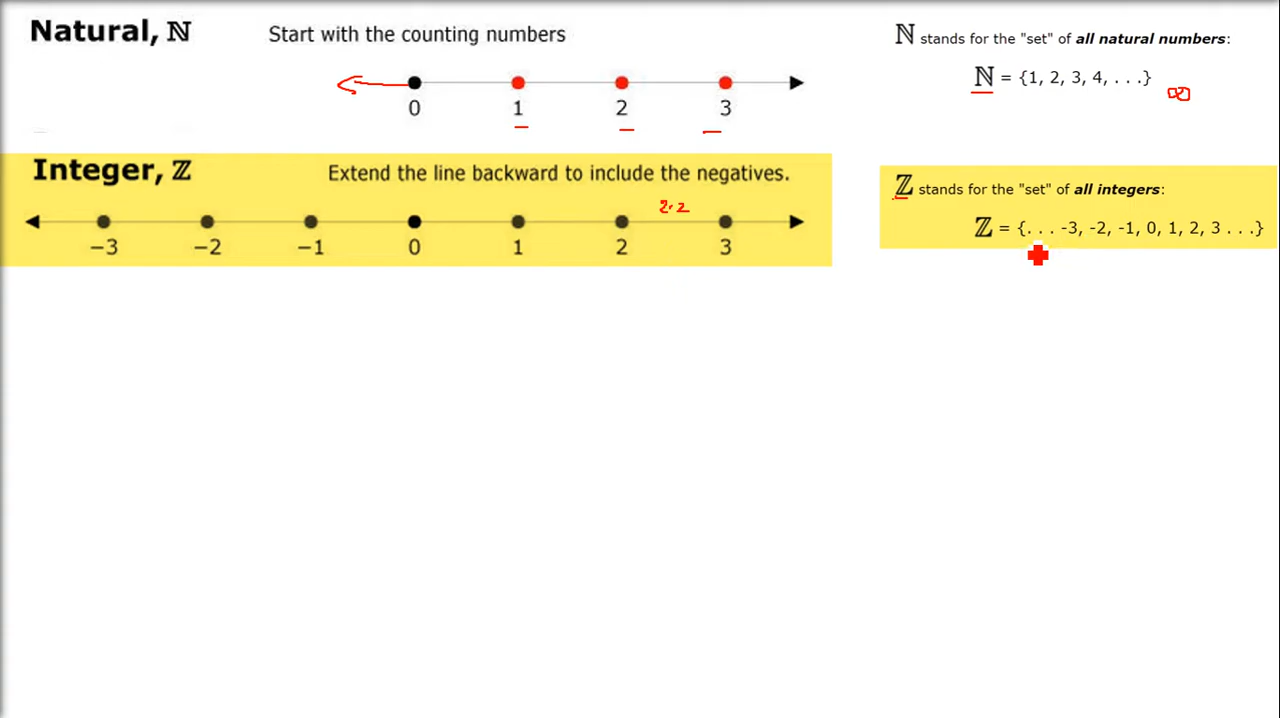 Natural, ℕ
Start with the counting numbers
0 1 2 3
ℕ stands for the "set" of all natural numbers:
ℕ = {1, 2, 3, 4, . . .}
∞
Integer, ℤ
Extend the line backward to include the negatives.
2.2
−3 −2 −1 0 1 2 3
ℤ stands for the "set" of all integers:
ℤ = {. . . -3, -2, -1, 0, 1, 2, 3 . . .}